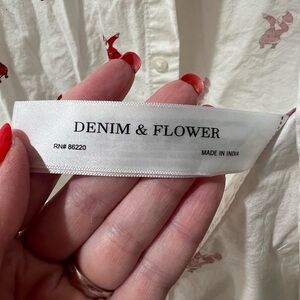 DENIM & FLOWER
RN# 86220 MADE IN INDIA